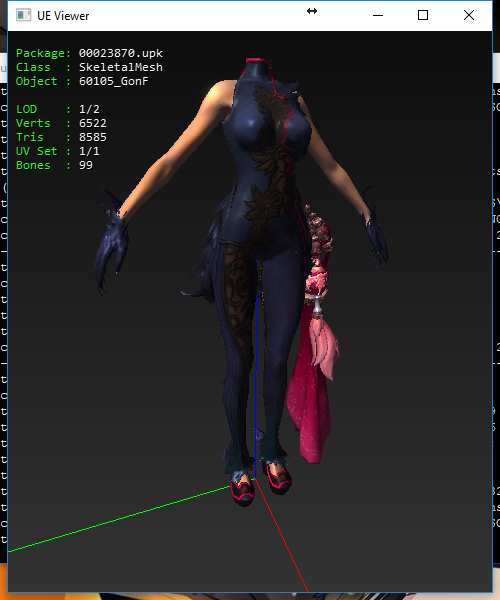 UE Viewer
Package: 00023870.upk
Class : SkeletalMesh
Object : 60105_GonF
LOD : 1/2
Verts : 6522
Tris : 8585
UV Set : 1/1
Bones : 99